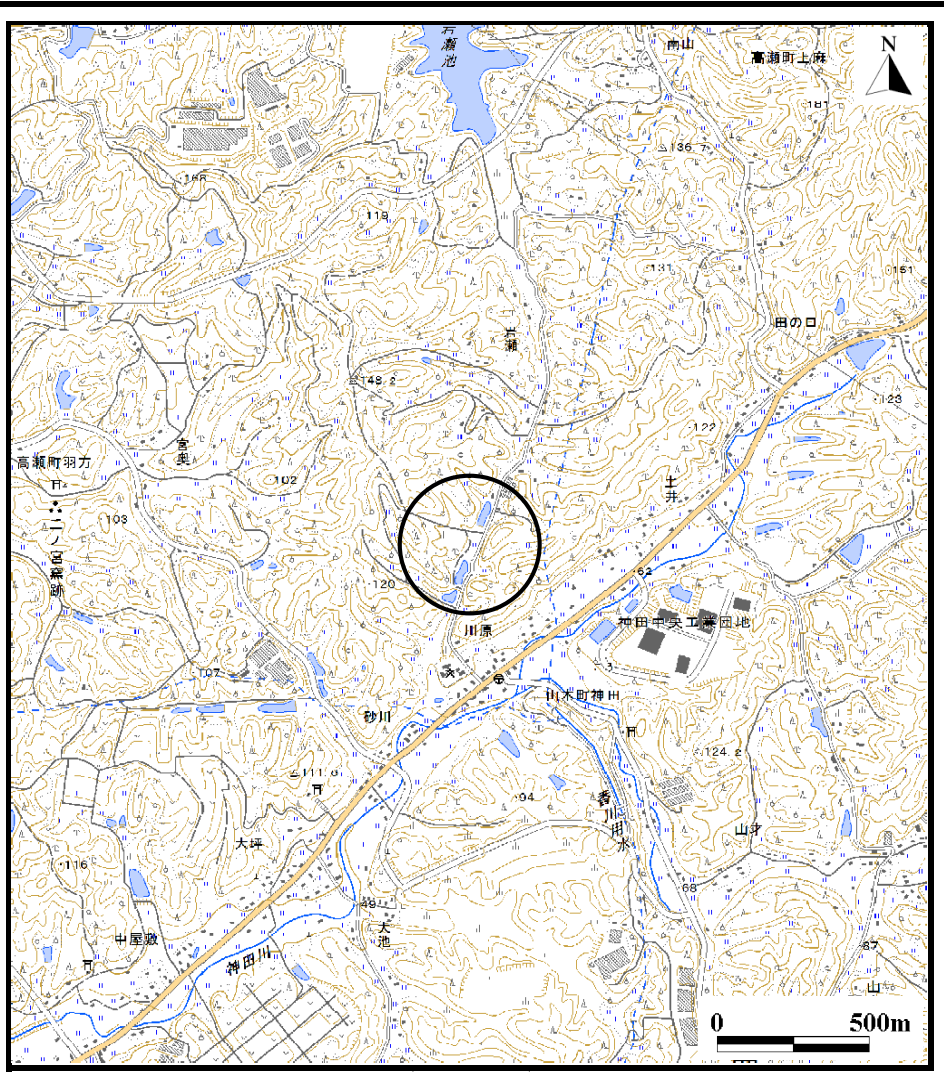 岩瀬池
南山
高瀬町上麻
N
181
136.7
168
119
131
151
岩瀬
田の口
148.2
123
122
宮奥
高瀬町羽方
102
土井
103
二ノ宮窯跡
62
120
神田中央工業団地
川原
107
山本町神田
砂川
124.2
111.0
94
香川用水
山才
大坪
116
68
49
大池
中屋敷
87
神田川
山
0 500m